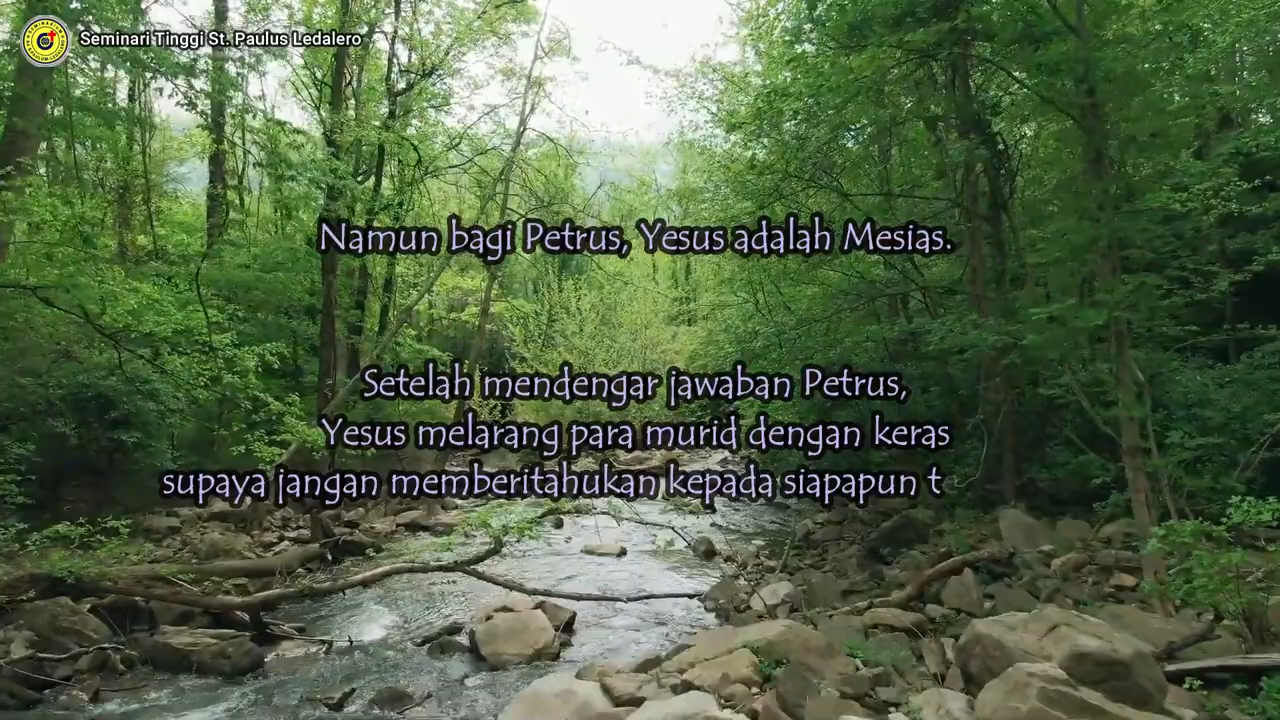 Seminari Tinggi St. Paulus Ledalero
Namun bagi Petrus, Yesus adalah Mesias.
Setelah mendengar jawaban Petrus,
Yesus melarang para murid dengan keras
supaya jangan memberitahukan kepada siapapun t